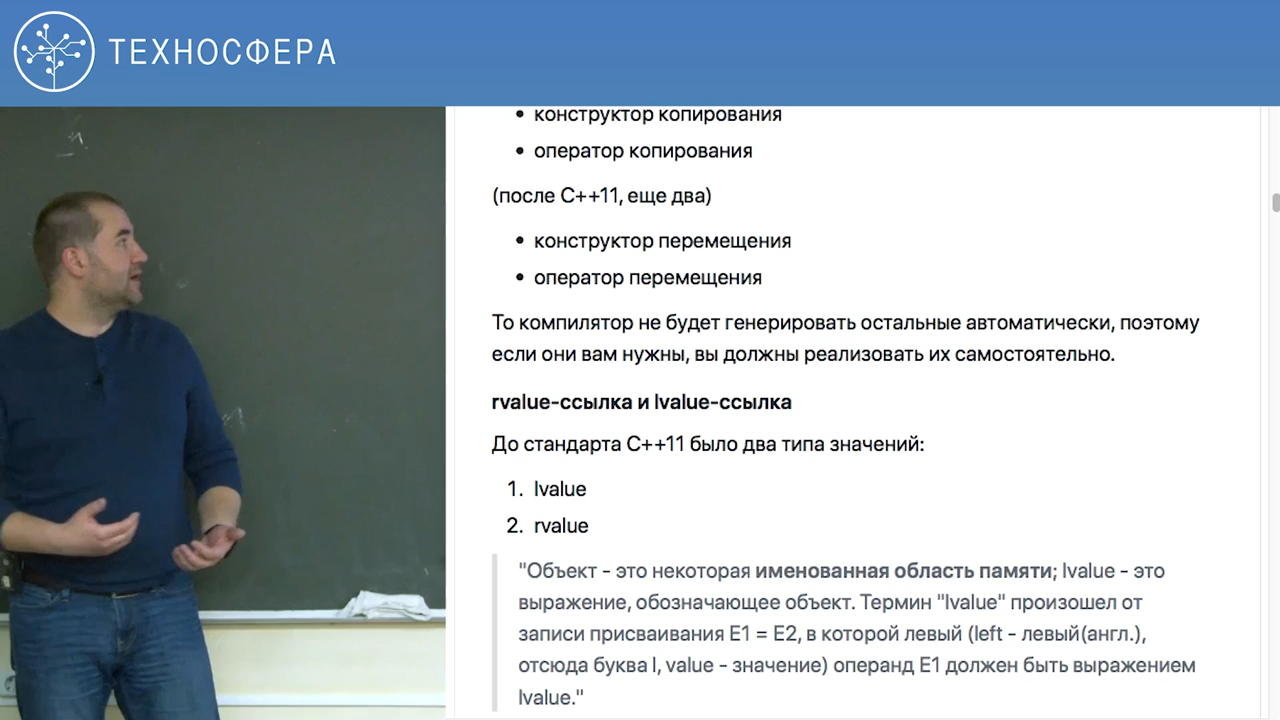 ТЕХНОСФЕРА
• конструктор копирования
• оператор копирования
(после C++11, еще два)
• конструктор перемещения
• оператор перемещения
То компилятор не будет генерировать остальные автоматически, поэтому
если они вам нужны, вы должны реализовать их самостоятельно.
rvalue-ссылка и lvalue-ссылка
До стандарта C++11 было два типа значений:
1. lvalue
2. rvalue
"Объект - это некоторая именованная область памяти; lvalue - это
выражение, обозначающее объект. Термин "lvalue" произошел от
записи присваивания E1 = E2, в которой левый (left - левый(англ.),
отсюда буква l, value - значение) операнд E1 должен быть выражением
lvalue."